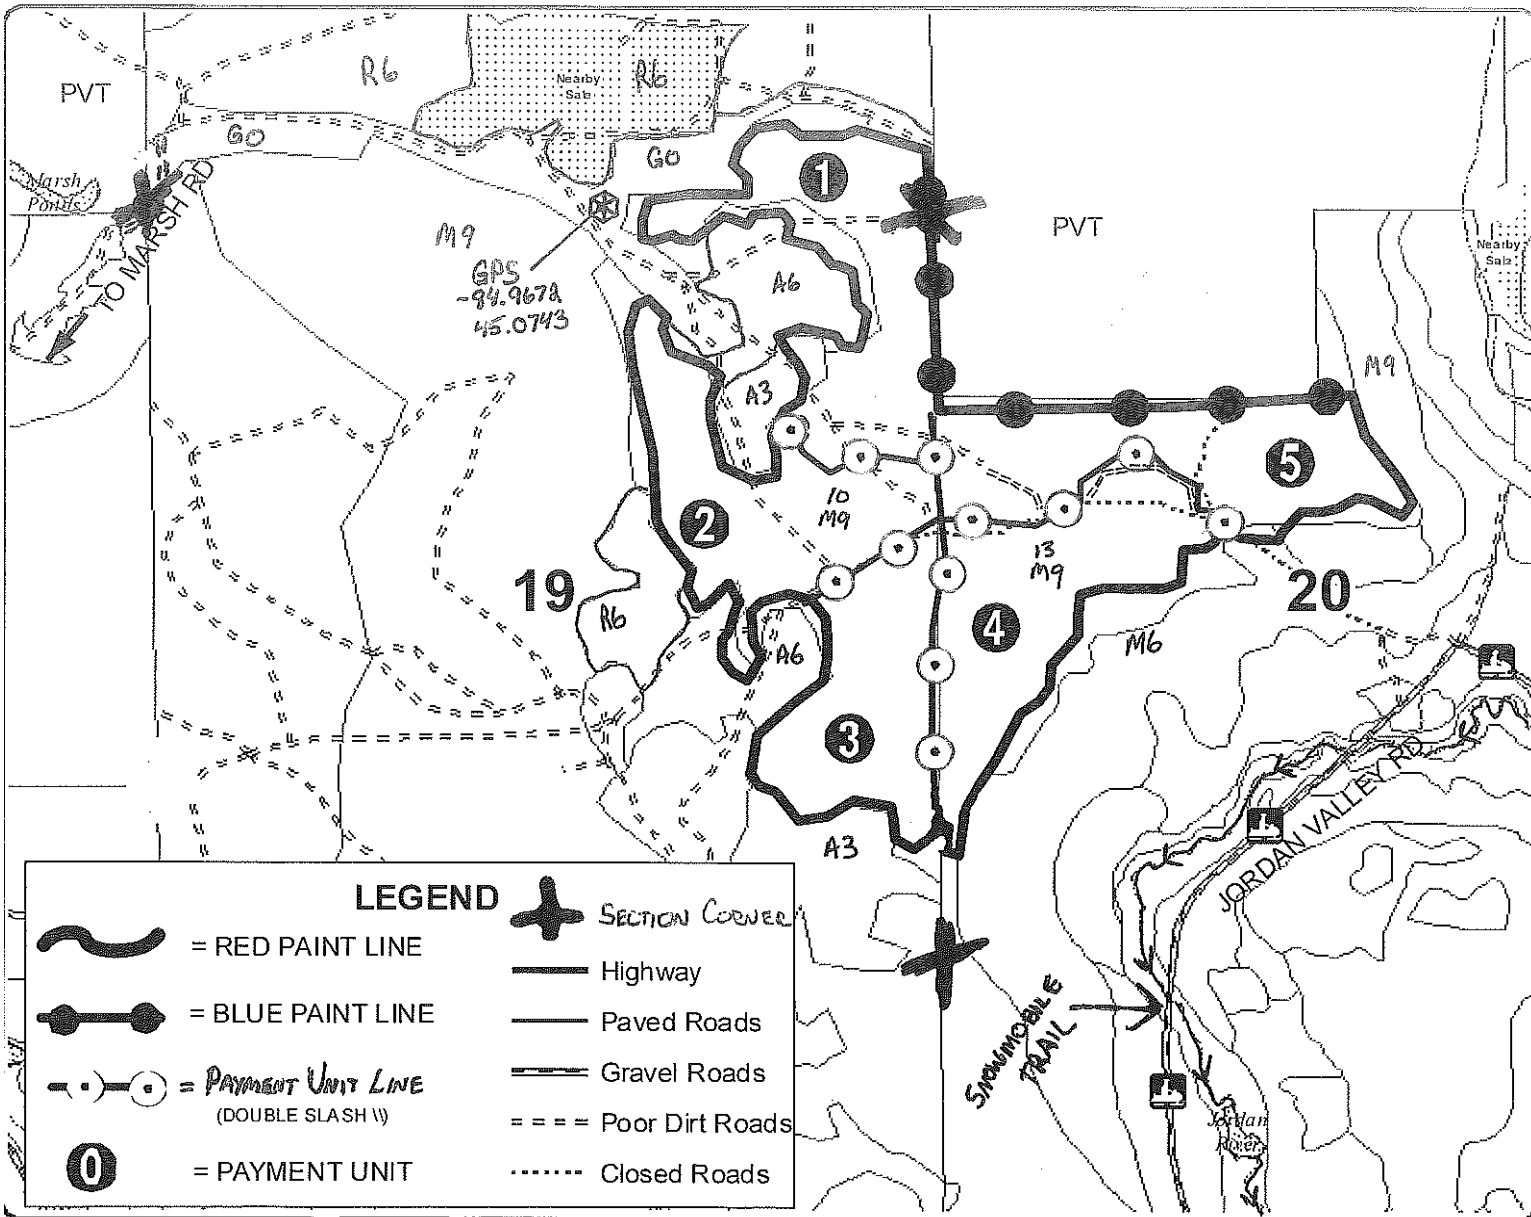 PVT
R6
Nearby
Sale
R6
GO
GO
Marsh
Ponds
TO MARSH RD
1
M9
GPS
-84.9672
45.0743
A6
PVT
Nearby
Sale
M9
A3
5
10
M9
2
13
M9
19
R6
4
20
A6
M6
3
A3
JORDAN VALLEY RD
SNOWMOBILE
TRAIL
Jordan
River
LEGEND
= RED PAINT LINE
= BLUE PAINT LINE
= PAYMENT UNIT LINE
(DOUBLE SLASH \\)
0 = PAYMENT UNIT
SECTION CORNER
Highway
Paved Roads
Gravel Roads
Poor Dirt Roads
Closed Roads